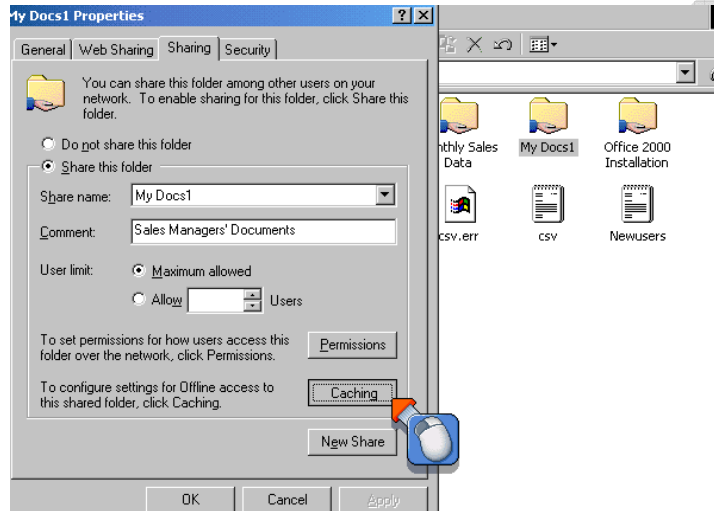 My Docs1 Properties
General
Web Sharing
Sharing
Security
You can share this folder among other users on your
network. To enable sharing for this folder, click Share this
folder.
Do not share this folder
Share this folder
Share name:
My Docs1
Comment:
Sales Managers' Documents
User limit:
Maximum allowed
Allow
Users
To set permissions for how users access this
folder over the network, click Permissions.
Permissions
To configure settings for Offline access to
this shared folder, click Caching.
Caching
New Share
OK
Cancel
Apply
nthly Sales
Data
My Docs1
Office 2000
Installation
csv.err
csv
Newusers